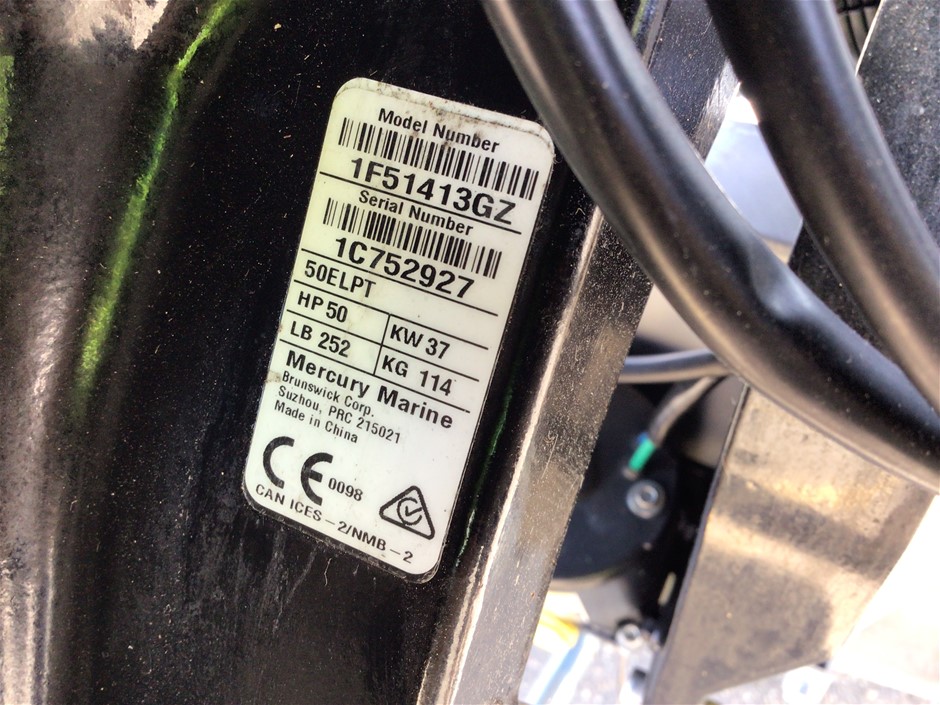 Model Number
1F51413GZ
Serial Number
1C752927
50ELPT
HP 50 KW 37
LB 252 KG 114
Mercury Marine
Brunswick Corp.
Suzhou, PRC 215021
Made in China
CE 0098
CAN ICES - 2/NMB - 2